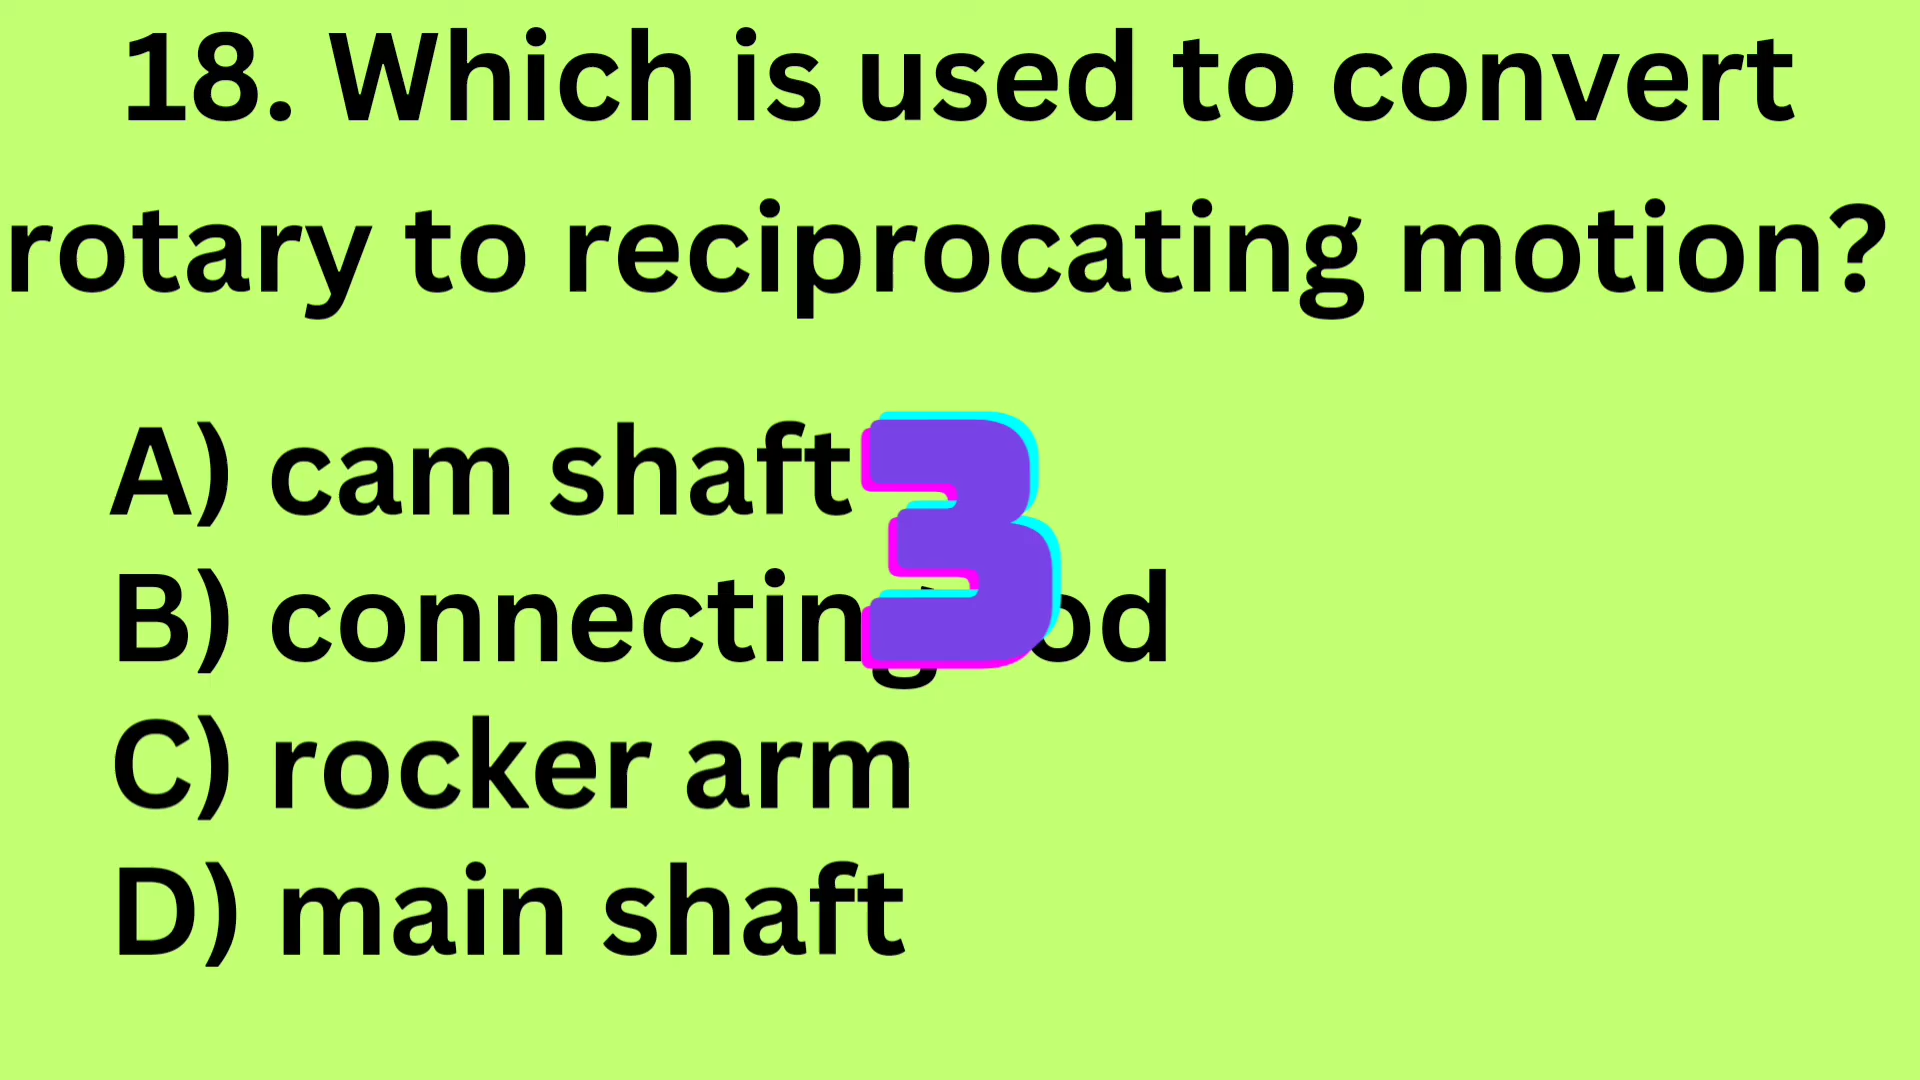 18. Which is used to convert
rotary to reciprocating motion?
A) cam shaft
3
B) connecting rod
C) rocker arm
D) main shaft